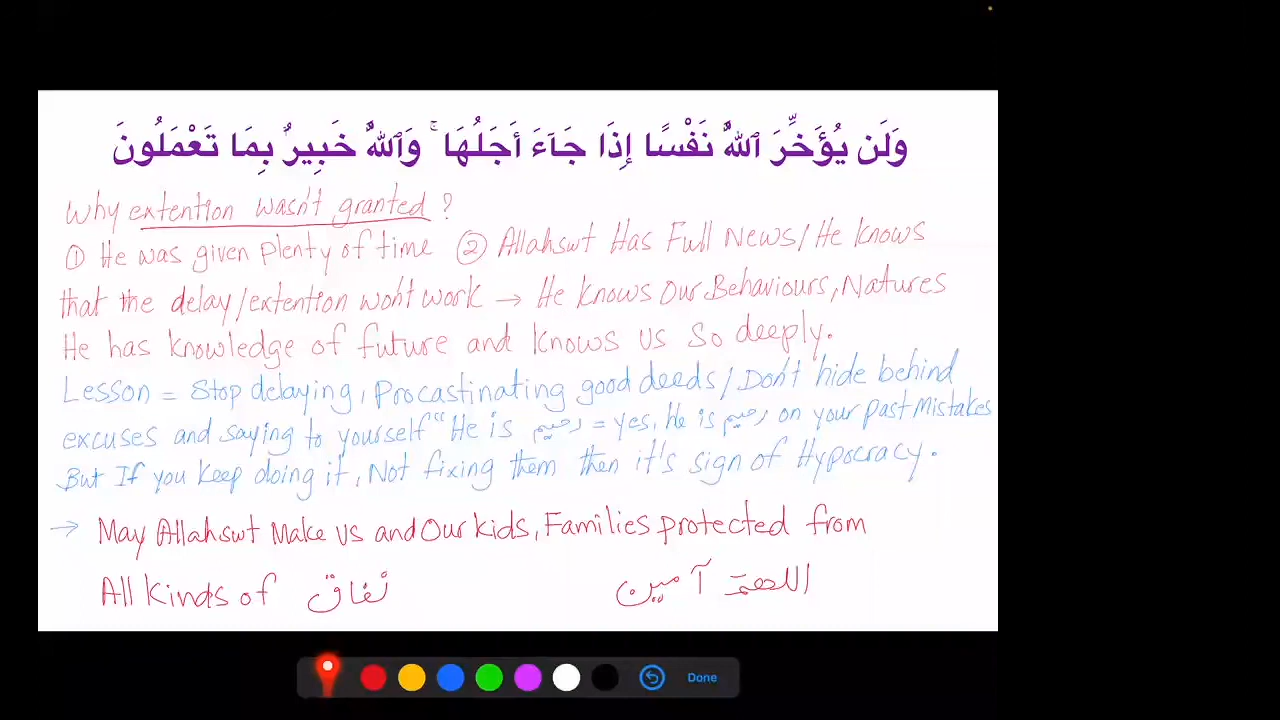 وَلَن يُؤَخِّرَ ٱللَّهُ نَفْسًا إِذَا جَآءَ أَجَلُهَا ۚ وَٱللَّهُ خَبِيرٌۢ بِمَا تَعْمَلُونَ
Why extention wasn't granted ?
① He was given plenty of time ② Allahswt Has Full News/He knows
that the delay/extention won't work → He knows Our Behaviours, Natures
He has knowledge of future and knows us so deeply.
Lesson = Stop delaying, Procastinating good deeds/Don't hide behind
excuses and saying to yourself "He is رحيم = yes, He is رحيم on your past mistakes
But If you keep doing it, Not fixing them then it's sign of Hypocracy.
→ May Allahswt Make us and Our kids, Families protected from
All kinds of نفاق اللهمّ آمين
Done